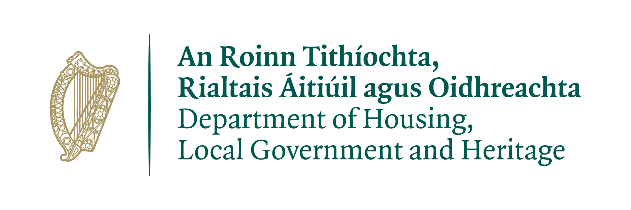 An Roinn Tithíochta,
Rialtais Áitiúil agus Oidhreachta
Department of Housing,
Local Government and Heritage